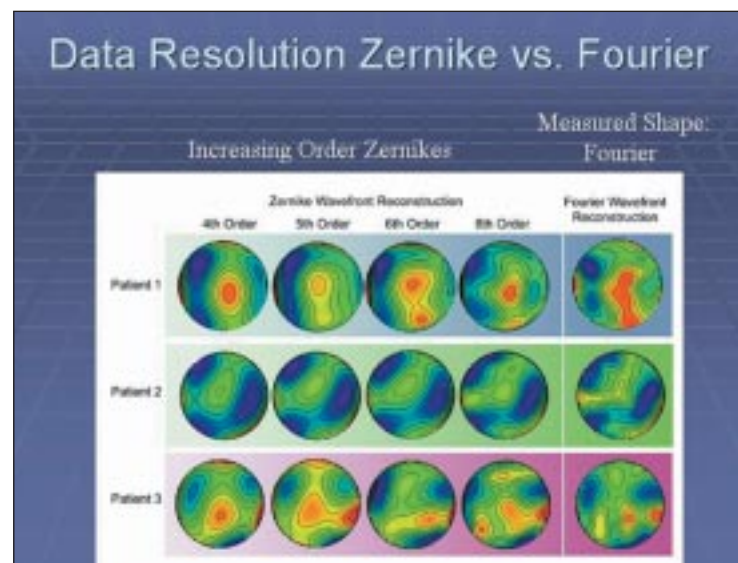 Data Resolution Zernike vs. Fourier
Increasing Order Zernikes
Measured Shape:
Fourier
Zernike Wavefront Reconstruction
4th Order 5th Order 6th Order 8th Order
Fourier Wavefront
Reconstruction
Patient 1
Patient 2
Patient 3